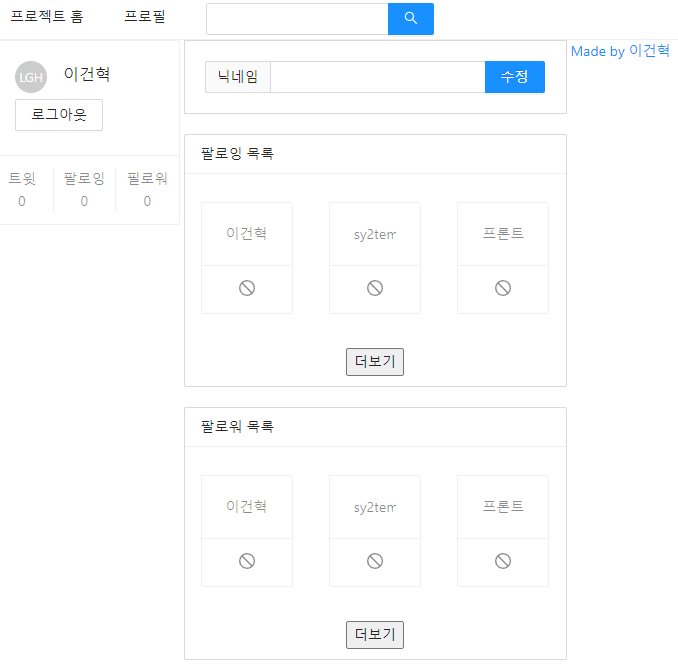 프로젝트 홈 프로필
LGH 이건혁
로그아웃
트윗 팔로잉 필로워
0 0 0
닉네임 수정
팔로잉 목록
이건혁 sy2tem 프론트
더보기
팔로워 목록
이건혁 sy2tem 프론트
더보기
Made by 이건혁